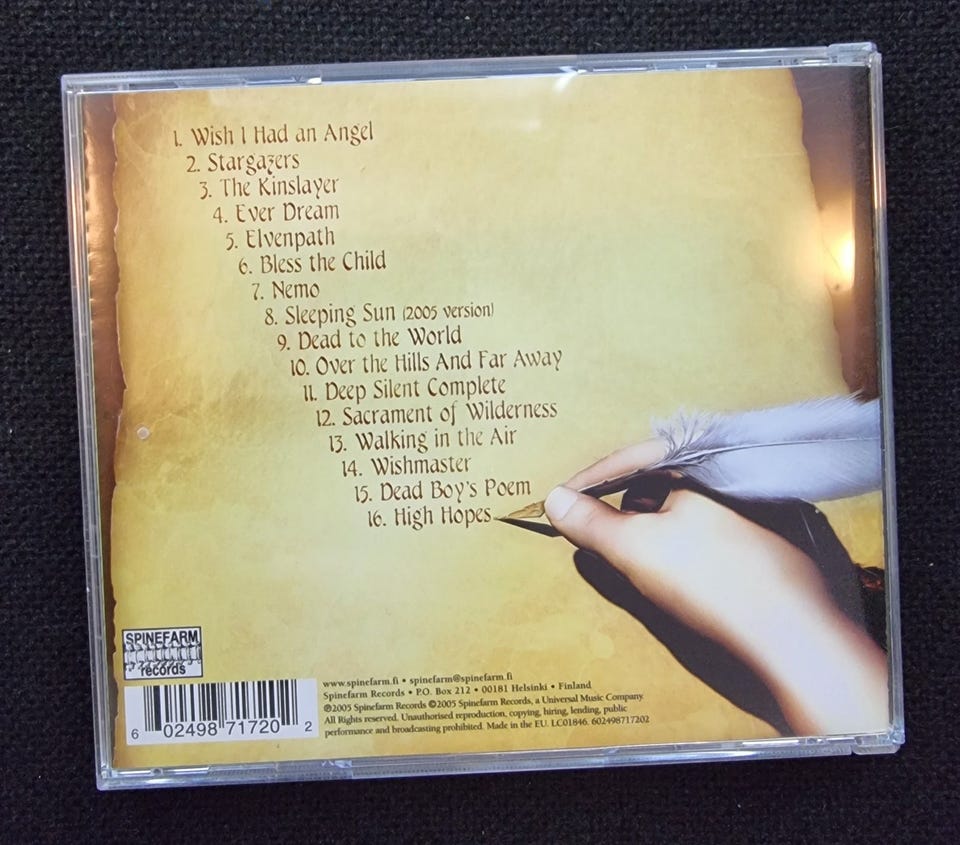 1. Wish I Had an Angel
2. Stargazers
3. The Kinslayer
4. Ever Dream
5. Elvenpath
6. Bless the Child
7. Nemo
8. Sleeping Sun (2005 version)
9. Dead to the World
10. Over the Hills And Far Away
11. Deep Silent Complete
12. Sacrament of Wilderness
13. Walking in the Air
14. Wishmaster
15. Dead Boy's Poem
16. High Hopes
SPINEFARM
records
6 02498 71720 2
www.spinefarm.fi • spinefarm@spinefarm.fi
Spinefarm Records • P.O. Box 212 • 00181 Helsinki • Finland
℗2005 Spinefarm Records ©2005 Spinefarm Records, a Universal Music Company.
All Rights reserved. Unauthorised reproduction, copying, hiring, lending, public
performance and broadcasting prohibited. Made in the EU. LC01846. 602498717202